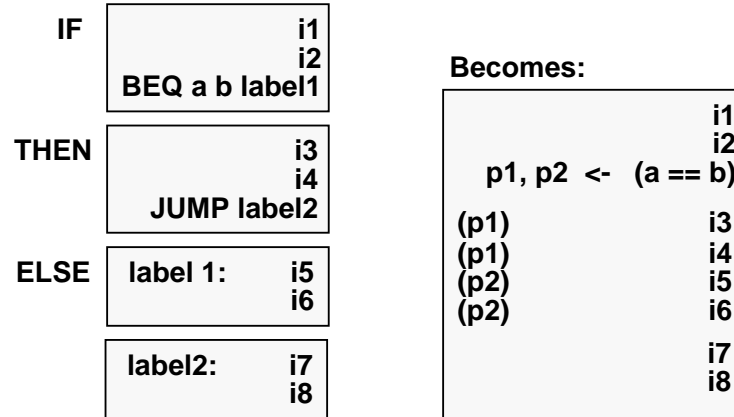 IF i1
i2
BEQ a b label1
THEN i3
i4
JUMP label2
ELSE label 1: i5
i6
label2: i7
i8
Becomes:
i1
i2
p1, p2 <- (a == b)
(p1) i3
(p1) i4
(p2) i5
(p2) i6
i7
i8